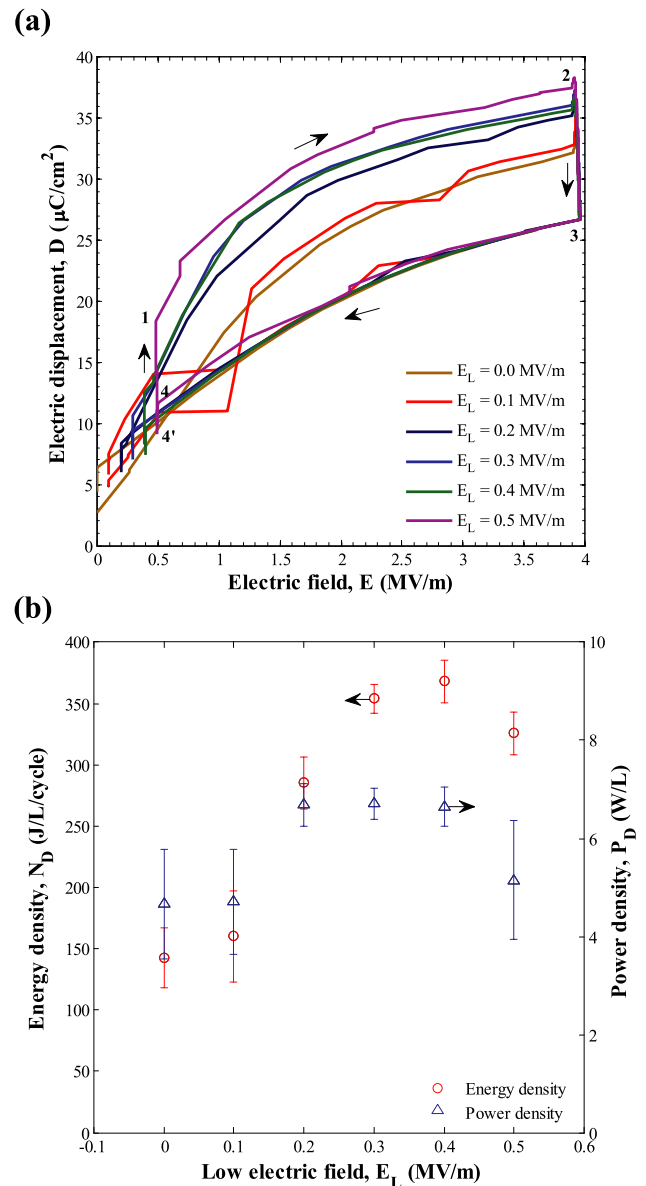 (a)
40
35
30
25
20
15
10
5
0
Electric displacement, D (μC/cm²)
2
3
1
4
4'
E_L = 0.0 MV/m
E_L = 0.1 MV/m
E_L = 0.2 MV/m
E_L = 0.3 MV/m
E_L = 0.4 MV/m
E_L = 0.5 MV/m
0 0.5 1 1.5 2 2.5 3 3.5 4
Electric field, E (MV/m)
(b)
400
350
300
250
200
150
100
50
0
Energy density, N_D (J/L/cycle)
10
8
6
4
2
0
Power density, P_D (W/L)
Energy density
Power density
-0.1 0 0.1 0.2 0.3 0.4 0.5 0.6
Low electric field, E_L (MV/m)